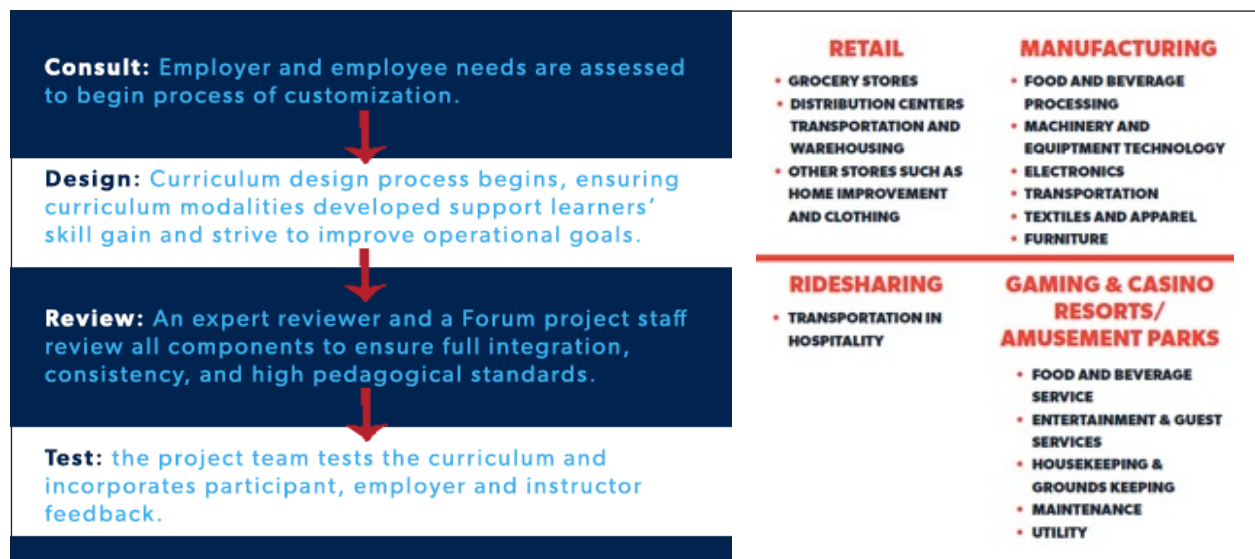 Consult: Employer and employee needs are assessed
to begin process of customization.
Design: Curriculum design process begins, ensuring
curriculum modalities developed support learners’
skill gain and strive to improve operational goals.
Review: An expert reviewer and a Forum project staff
review all components to ensure full integration,
consistency, and high pedagogical standards.
Test: the project team tests the curriculum and
incorporates participant, employer and instructor
feedback.
RETAIL
• GROCERY STORES
• DISTRIBUTION CENTERS
TRANSPORTATION AND
WAREHOUSING
• OTHER STORES SUCH AS
HOME IMPROVEMENT
AND CLOTHING
MANUFACTURING
• FOOD AND BEVERAGE
PROCESSING
• MACHINERY AND
EQUIPTMENT TECHNOLOGY
• ELECTRONICS
• TRANSPORTATION
• TEXTILES AND APPAREL
• FURNITURE
RIDESHARING
• TRANSPORTATION IN
HOSPITALITY
GAMING & CASINO
RESORTS/
AMUSEMENT PARKS
• FOOD AND BEVERAGE
SERVICE
• ENTERTAINMENT & GUEST
SERVICES
• HOUSEKEEPING &
GROUNDS KEEPING
• MAINTENANCE
• UTILITY